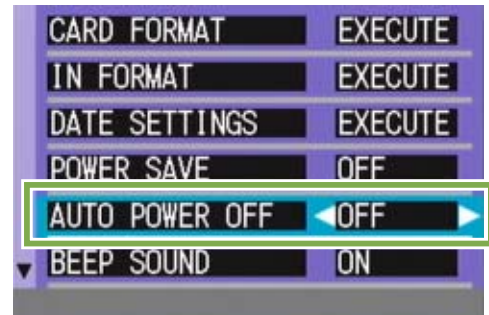 CARD FORMAT EXECUTE
IN FORMAT EXECUTE
DATE SETTINGS EXECUTE
POWER SAVE OFF
AUTO POWER OFF OFF
BEEP SOUND ON